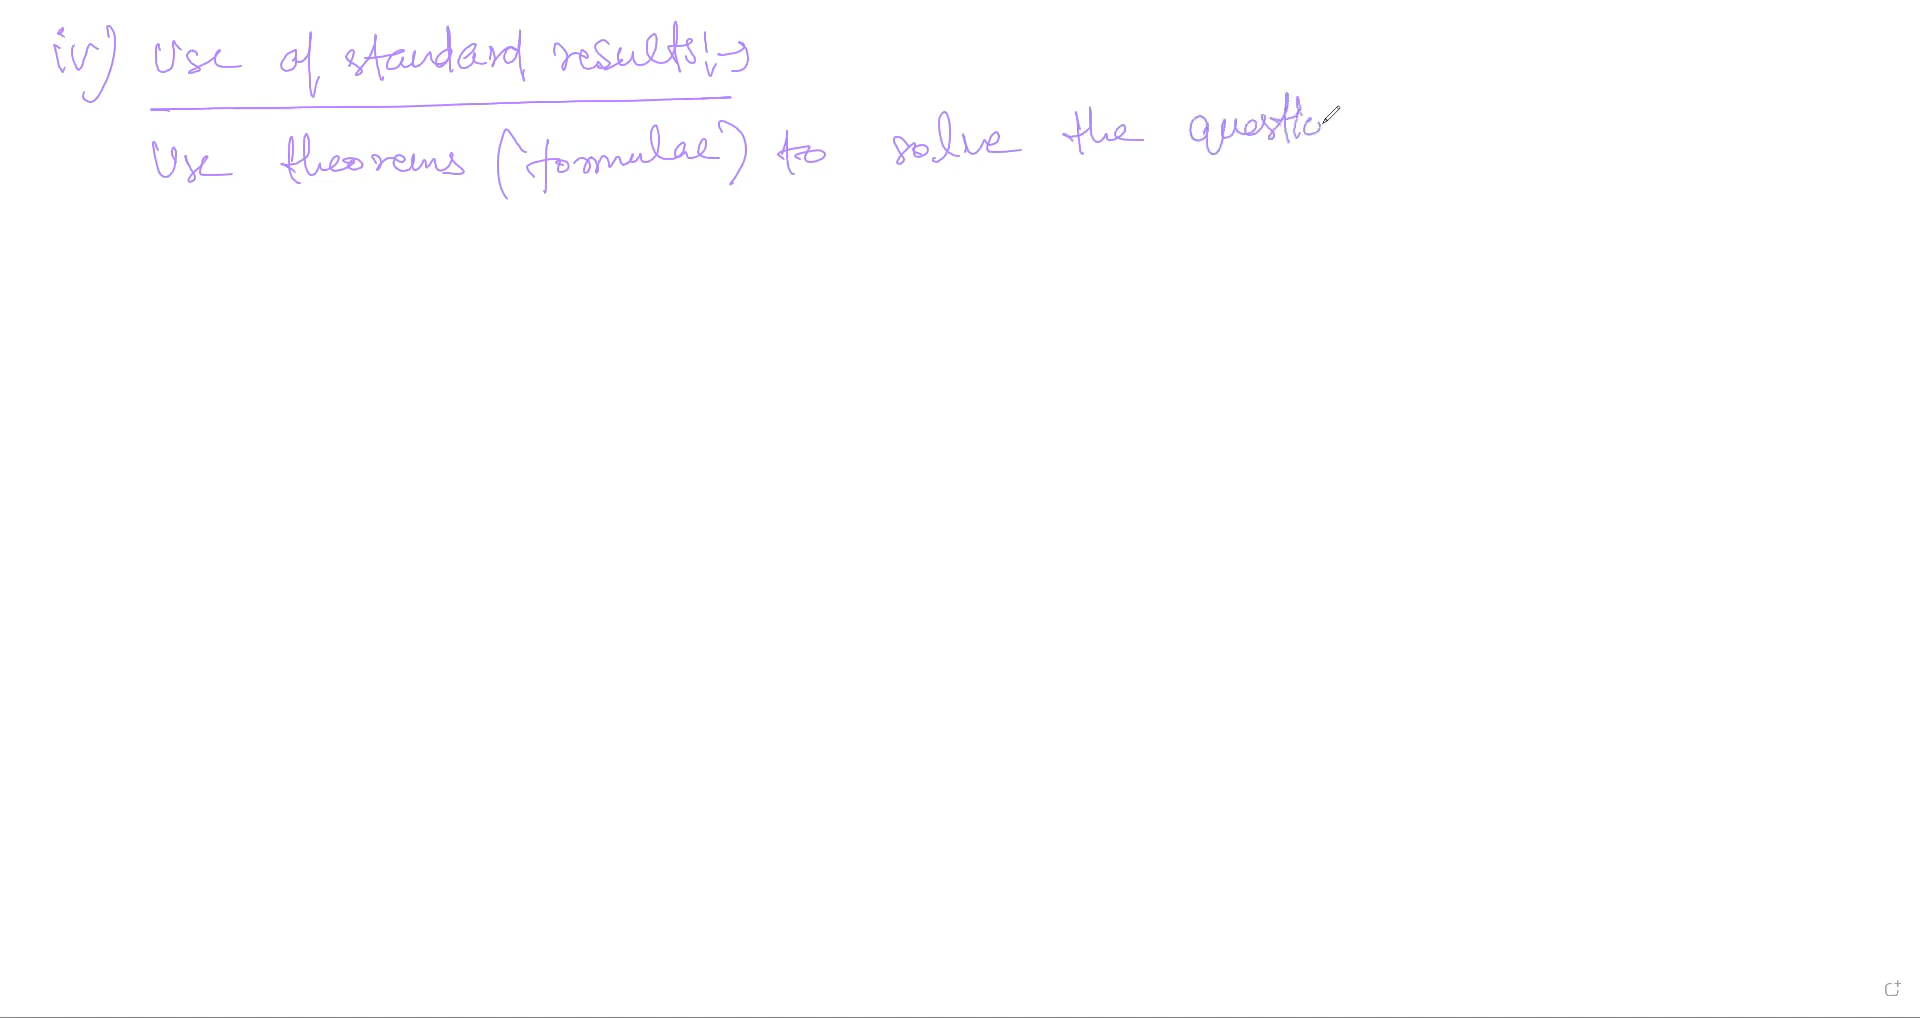 iv) Use of standard results:->
Use theorems (formulae) to solve the questio